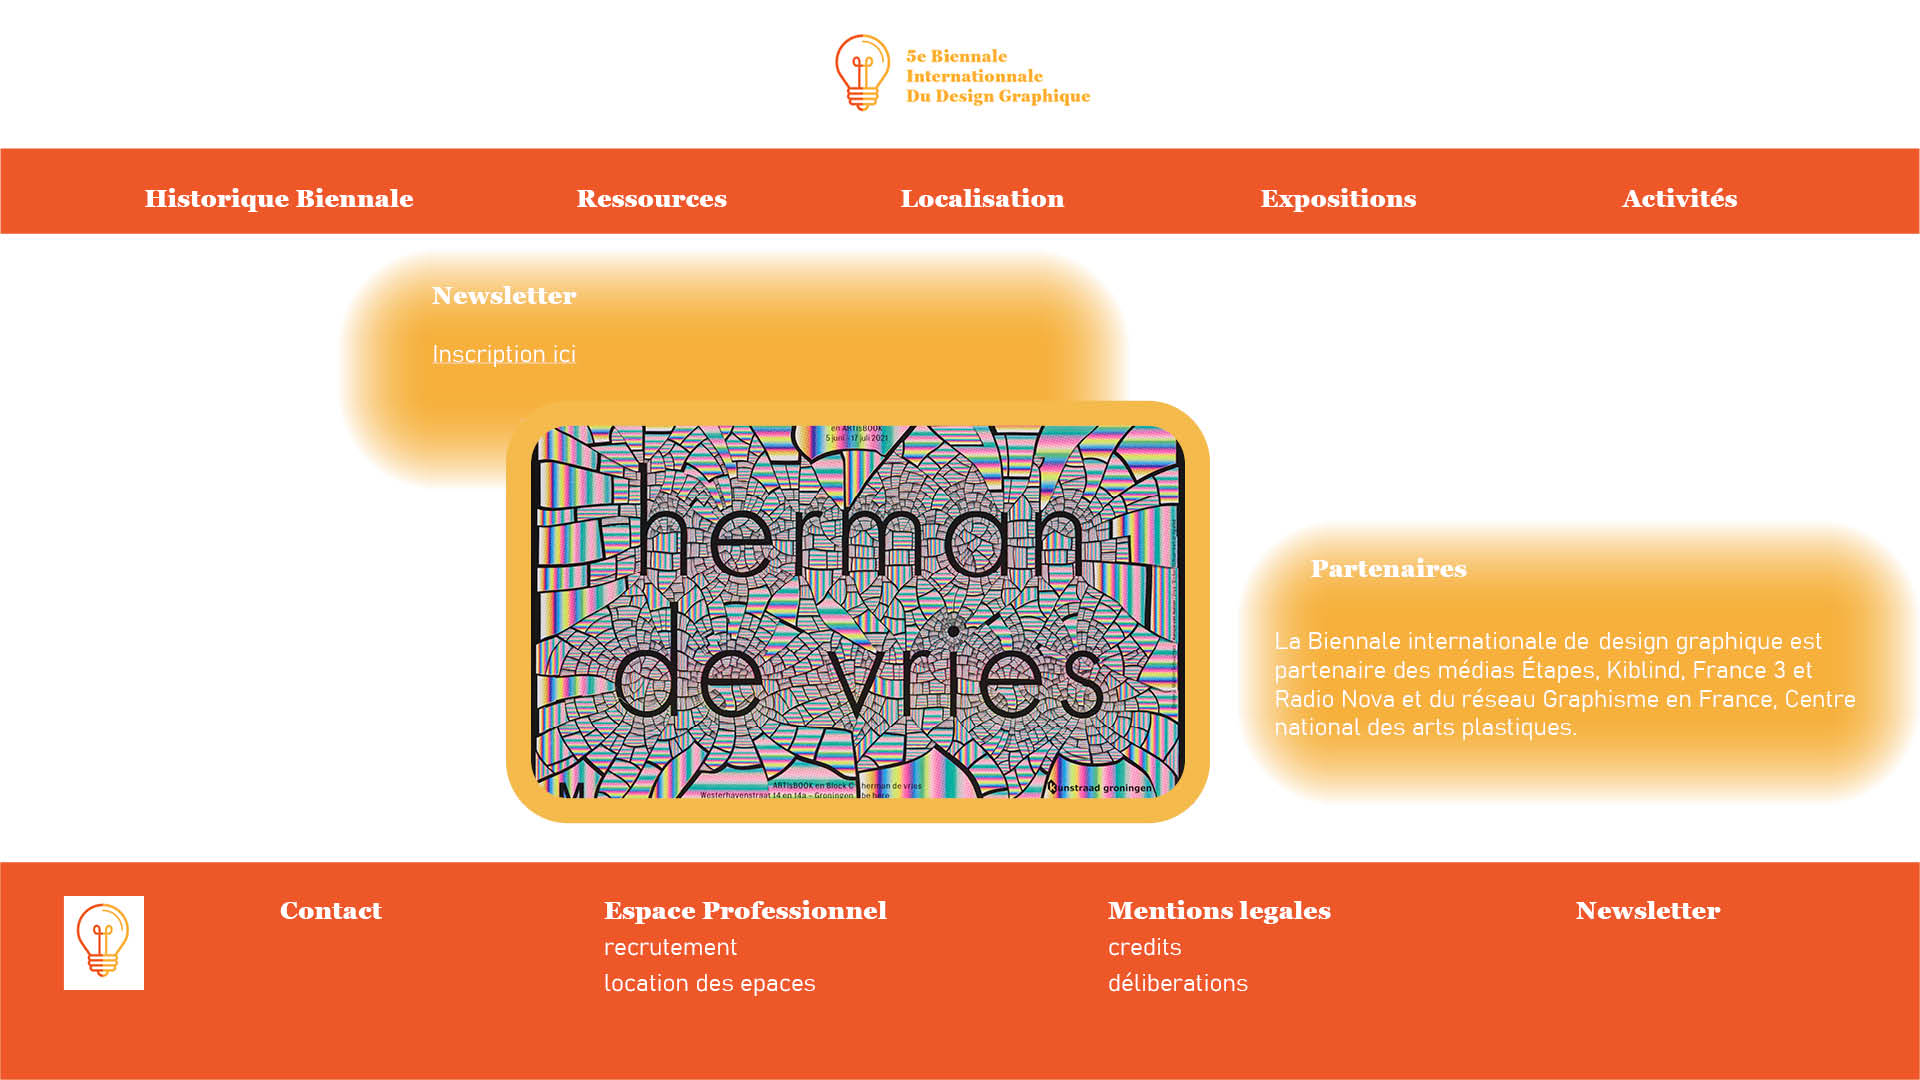 5e Biennale
Internationnale
Du Design Graphique
Historique Biennale
Ressources
Localisation
Expositions
Activités
Newsletter
Inscription ici
en ARTISBOOK
5 juni - 17 juli 2021
herman
de vries
ARTISBOOK en Block C herman de vries
Westerhavenstraat 14 en 14a – Groningen be here
kunstraad groningen
Partenaires
La Biennale internationale de design graphique est
partenaire des médias Étapes, Kiblind, France 3 et
Radio Nova et du réseau Graphisme en France, Centre
national des arts plastiques.
Contact
Espace Professionnel
recrutement
location des epaces
Mentions legales
credits
déliberations
Newsletter